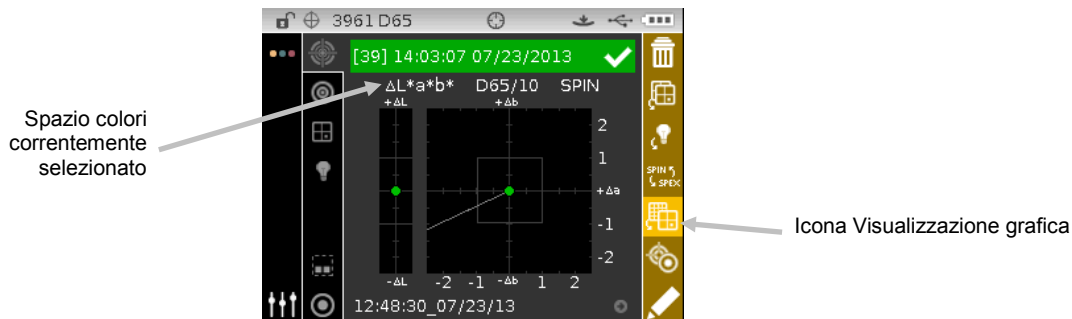 3961 D65
[39] 14:03:07 07/23/2013
ΔL*a*b* D65/10 SPIN
+ΔL +Δb
2
1
+Δa
-1
-2
-ΔL -2 -1 -Δb 1 2
12:48:30_07/23/13
SPIN
SPEX
Spazio colori
correntemente
selezionato
Icona Visualizzazione grafica